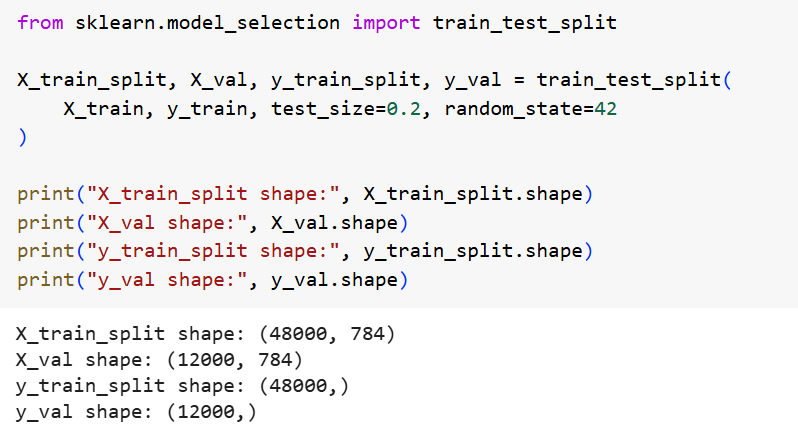 from sklearn.model_selection import train_test_split
X_train_split, X_val, y_train_split, y_val = train_test_split(
    X_train, y_train, test_size=0.2, random_state=42
)
print("X_train_split shape:", X_train_split.shape)
print("X_val shape:", X_val.shape)
print("y_train_split shape:", y_train_split.shape)
print("y_val shape:", y_val.shape)
X_train_split shape: (48000, 784)
X_val shape: (12000, 784)
y_train_split shape: (48000,)
y_val shape: (12000,)